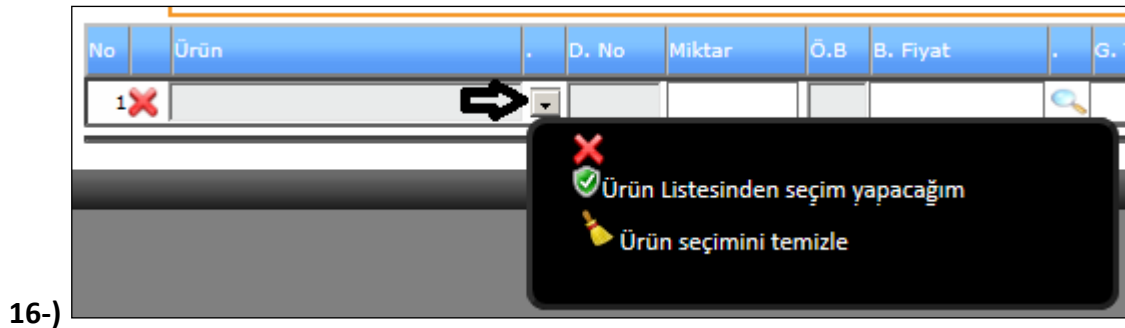 No Ürün . D. No Miktar Ö.B B. Fiyat . G.
1
Ürün Listesinden seçim yapacağım
Ürün seçimini temizle
16-)